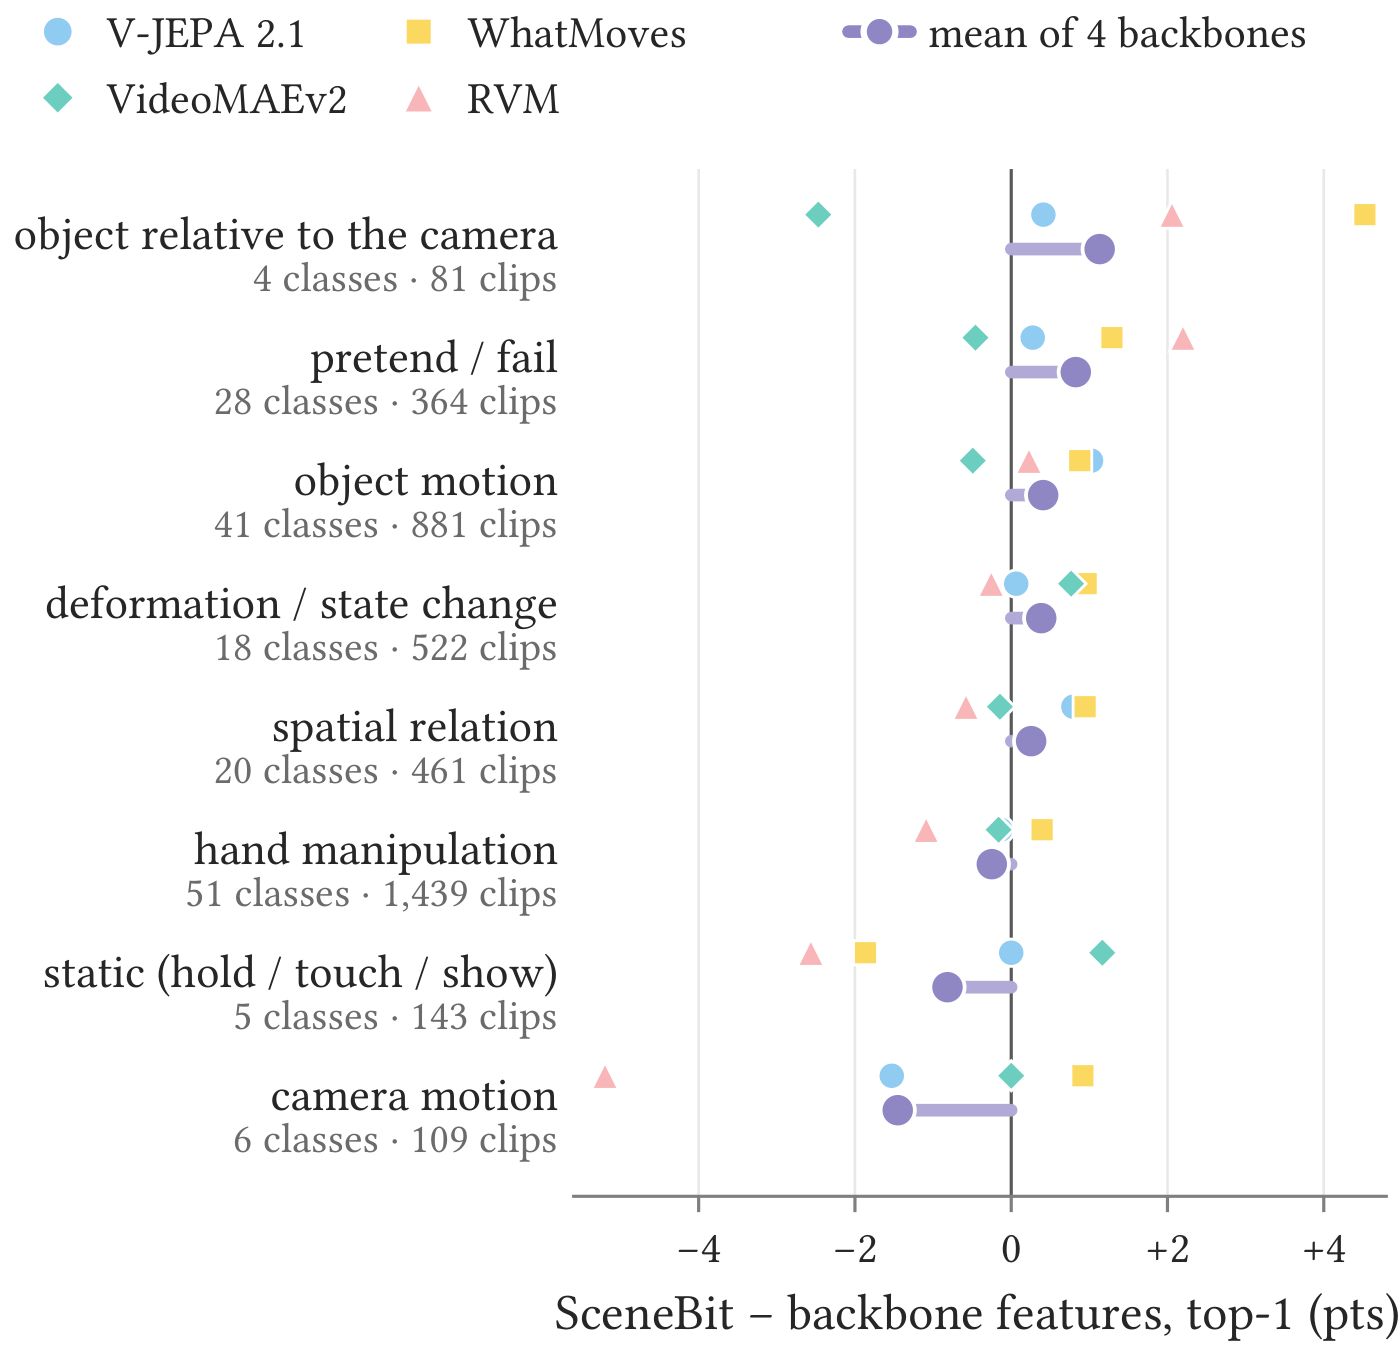 V-JEPA 2.1
WhatMoves
mean of 4 backbones
VideoMAEv2
RVM
object relative to the camera
4 classes · 81 clips
pretend / fail
28 classes · 364 clips
object motion
41 classes · 881 clips
deformation / state change
18 classes · 522 clips
spatial relation
20 classes · 461 clips
hand manipulation
51 classes · 1,439 clips
static (hold / touch / show)
5 classes · 143 clips
camera motion
6 classes · 109 clips
−4 −2 0 +2 +4
SceneBit – backbone features, top-1 (pts)